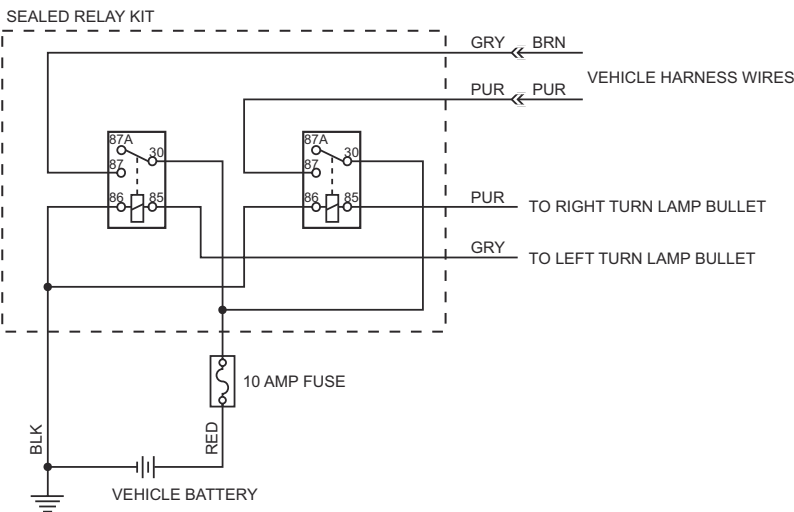 SEALED RELAY KIT
GRY BRN
VEHICLE HARNESS WIRES
PUR PUR
87A 30 87 86 85
87A 30 87 86 85
PUR TO RIGHT TURN LAMP BULLET
GRY TO LEFT TURN LAMP BULLET
10 AMP FUSE
BLK
RED
VEHICLE BATTERY